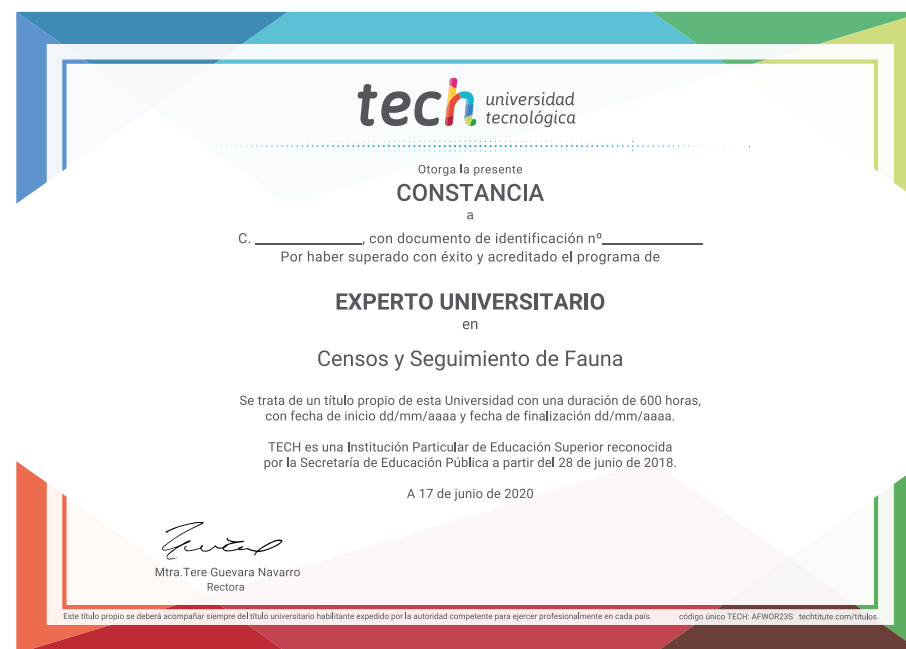 tech universidad
tecnológica
Otorga la presente
CONSTANCIA
a
C. ______________, con documento de identificación nº_____________
Por haber superado con éxito y acreditado el programa de
EXPERTO UNIVERSITARIO
en
Censos y Seguimiento de Fauna
Se trata de un título propio de esta Universidad con una duración de 600 horas,
con fecha de inicio dd/mm/aaaa y fecha de finalización dd/mm/aaaa.
TECH es una Institución Particular de Educación Superior reconocida
por la Secretaría de Educación Pública a partir del 28 de junio de 2018.
A 17 de junio de 2020
Mtra.Tere Guevara Navarro
Rectora
Este título propio se deberá acompañar siempre del título universitario habilitante expedido por la autoridad competente para ejercer profesionalmente en cada país. código único TECH: AFWOR23S techtitute.com/titulos